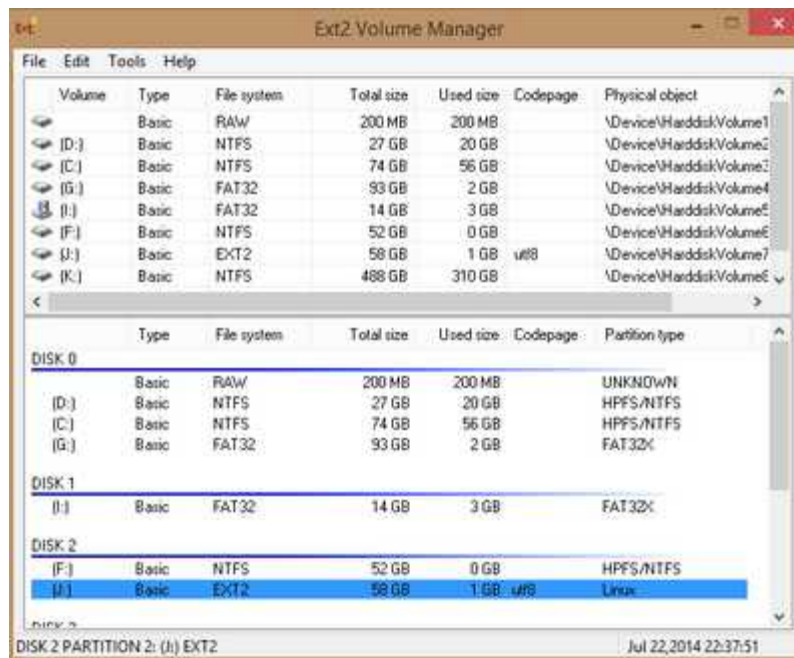 Ext2 Volume Manager
File Edit Tools Help
Volume Type File system Total size Used size Codepage Physical object
Basic RAW 200 MB 200 MB \Device\HarddiskVolume1
(D:) Basic NTFS 27 GB 20 GB \Device\HarddiskVolume2
(C:) Basic NTFS 74 GB 56 GB \Device\HarddiskVolume3
(G:) Basic FAT32 93 GB 2 GB \Device\HarddiskVolume4
(I:) Basic FAT32 14 GB 3 GB \Device\HarddiskVolume5
(F:) Basic NTFS 52 GB 0 GB \Device\HarddiskVolume6
(J:) Basic EXT2 58 GB 1 GB utf8 \Device\HarddiskVolume7
(K:) Basic NTFS 488 GB 310 GB \Device\HarddiskVolume8
Type File system Total size Used size Codepage Partition type
DISK 0
Basic RAW 200 MB 200 MB UNKNOWN
(D:) Basic NTFS 27 GB 20 GB HPFS/NTFS
(C:) Basic NTFS 74 GB 56 GB HPFS/NTFS
(G:) Basic FAT32 93 GB 2 GB FAT32X
DISK 1
(I:) Basic FAT32 14 GB 3 GB FAT32X
DISK 2
(F:) Basic NTFS 52 GB 0 GB HPFS/NTFS
(J:) Basic EXT2 58 GB 1 GB utf8 Linux
DISK 2 PARTITION 2: (J:) EXT2 Jul 22,2014 22:37:51